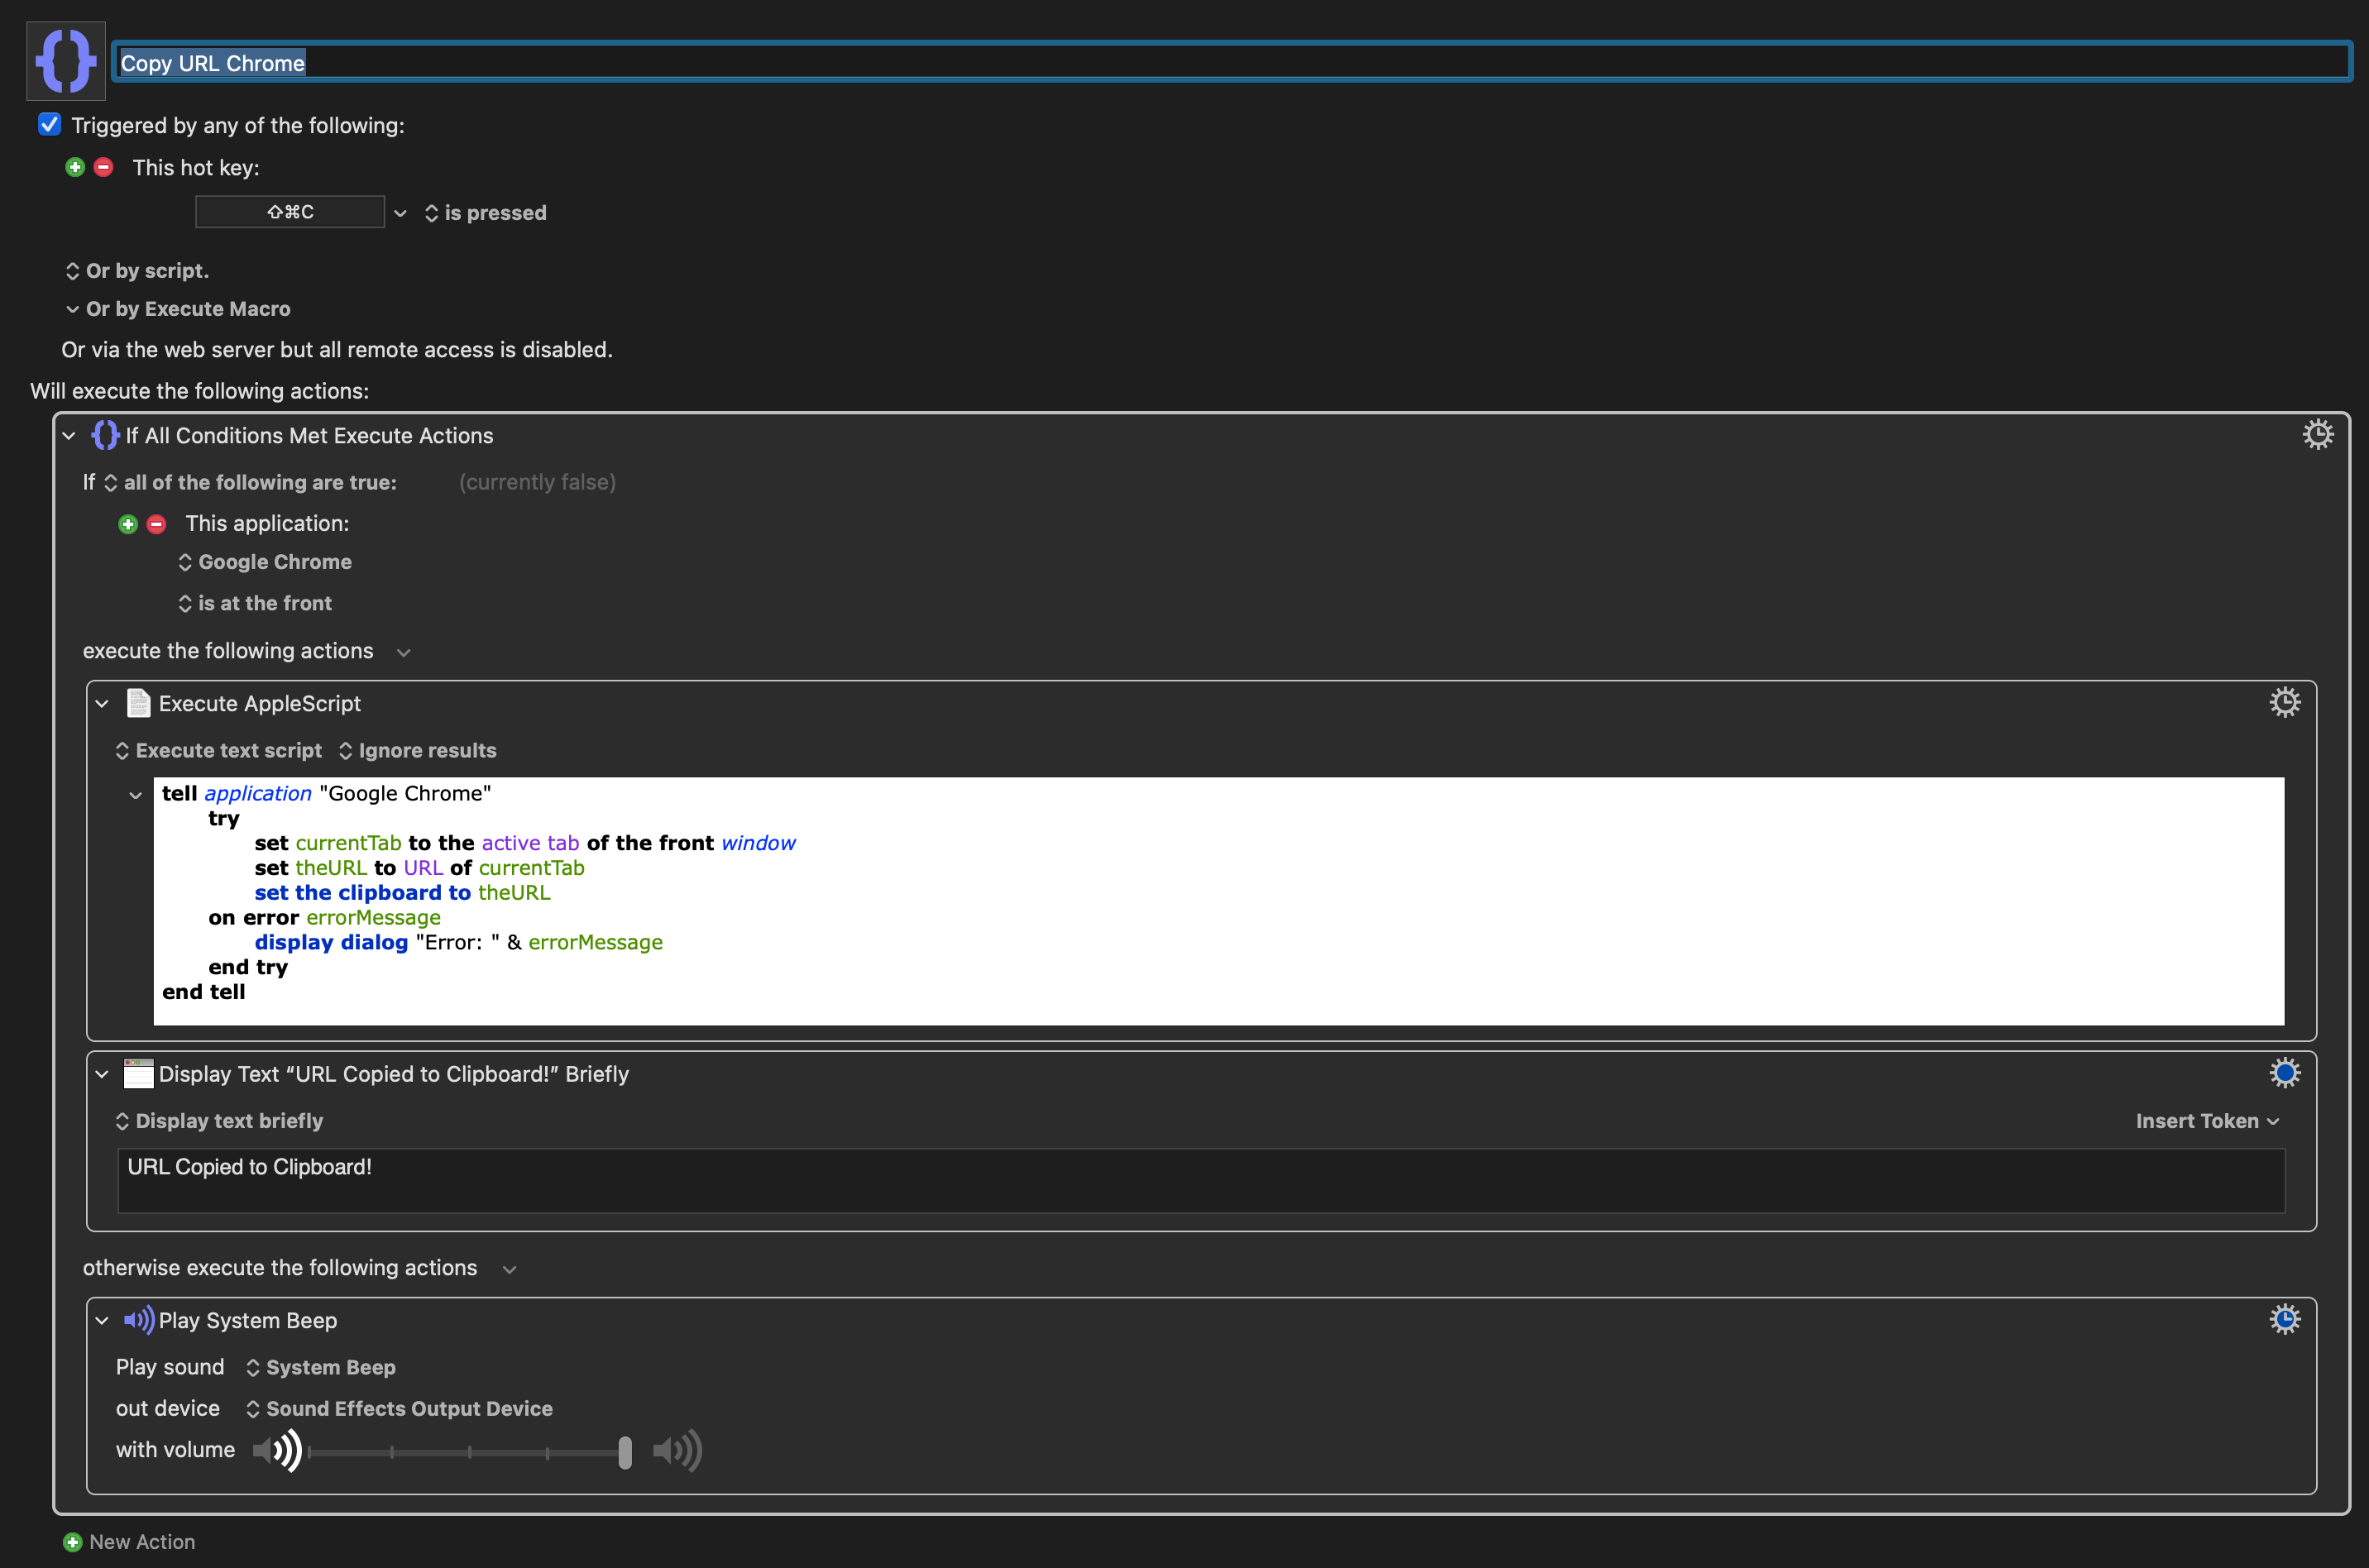 Copy URL Chrome
Triggered by any of the following:
This hot key:
⇧⌘C is pressed
Or by script.
Or by Execute Macro
Or via the web server but all remote access is disabled.
Will execute the following actions:
If All Conditions Met Execute Actions
If all of the following are true: (currently false)
This application:
Google Chrome
is at the front
execute the following actions
Execute AppleScript
Execute text script Ignore results
tell application "Google Chrome"
try
set currentTab to the active tab of the front window
set theURL to URL of currentTab
set the clipboard to theURL
on error errorMessage
display dialog "Error: " & errorMessage
end try
end tell
Display Text “URL Copied to Clipboard!” Briefly
Display text briefly Insert Token
URL Copied to Clipboard!
otherwise execute the following actions
Play System Beep
Play sound System Beep
out device Sound Effects Output Device
with volume
New Action